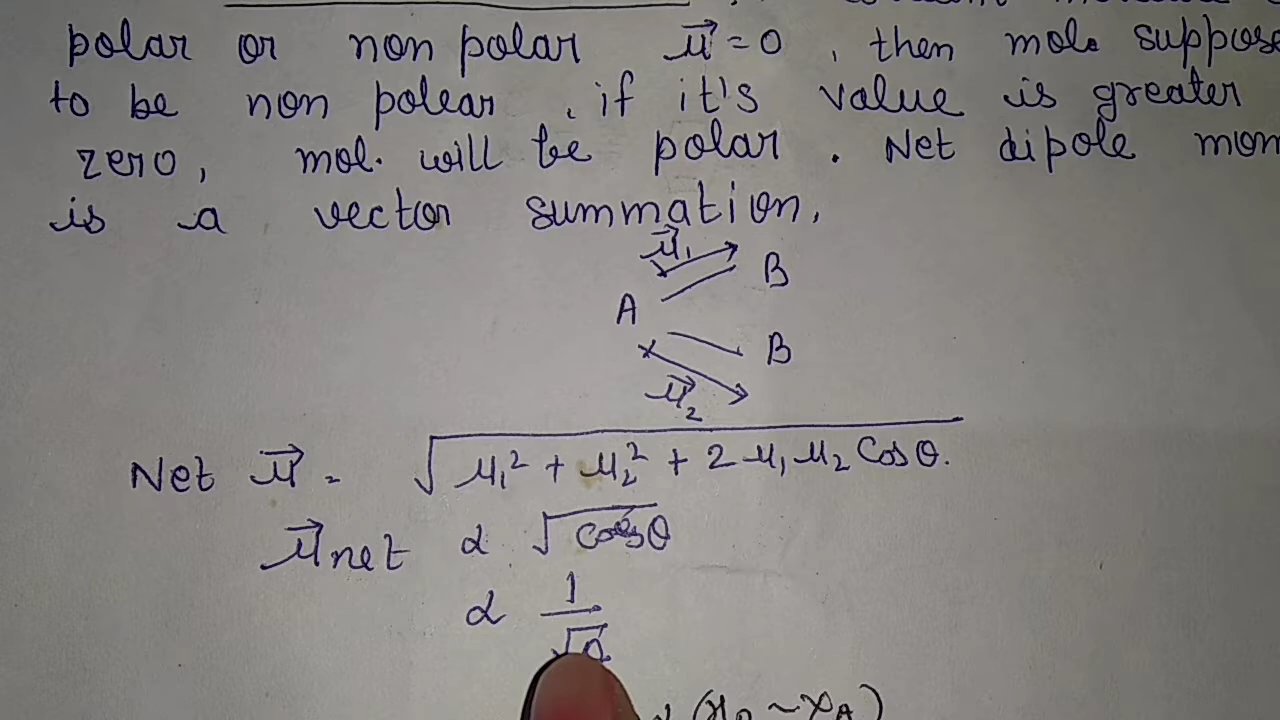 polar or non polar μ⃗ = 0 , then mol. suppose
to be non polear . if it's value is greater
zero, mol. will be polar . Net dipole mom
is a vector summation.
μ⃗₁
B
A
B
μ⃗₂
Net μ⃗ = √(μ₁² + μ₂² + 2 μ₁ μ₂ Cos θ.)
μ⃗net α √(Cosθ)
α 1/√θ